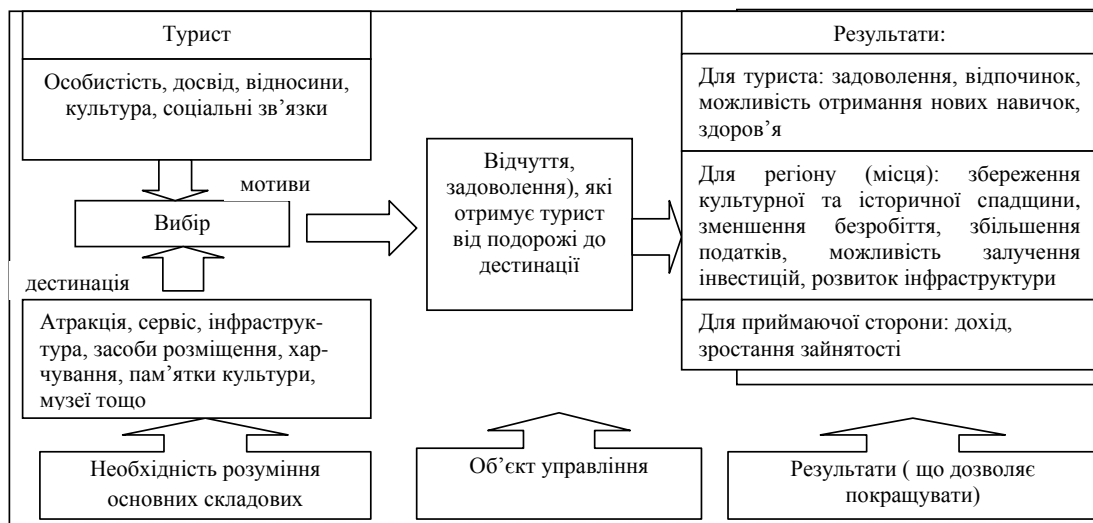 Турист
Особистість, досвід, відносини,
культура, соціальні зв’язки
мотиви
Вибір
дестинація
Атракція, сервіс, інфраструк-
тура, засоби розміщення, хар-
чування, пам’ятки культури,
музеї тощо
Необхідність розуміння
основних складових
Відчуття,
задоволення), які
отримує турист
від подорожі до
дестинації
Об’єкт управління
Результати:
Для туриста: задоволення, відпочинок,
можливість отримання нових навичок,
здоров’я
Для регіону (місця): збереження
культурної та історичної спадщини,
зменшення безробіття, збільшення
податків, можливість залучення
інвестицій, розвиток інфраструктури
Для приймаючої сторони: дохід,
зростання зайнятості
Результати ( що дозволяє
покращувати)